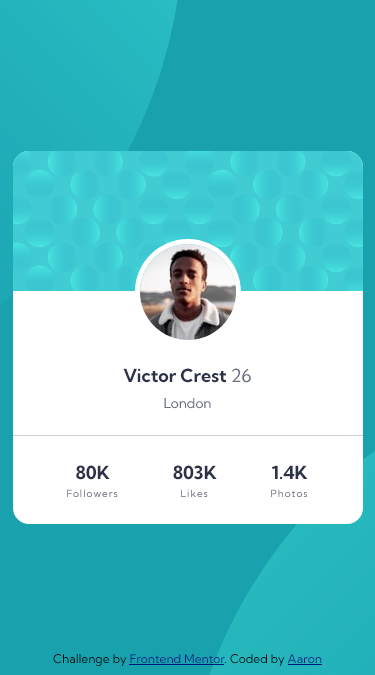 Victor Crest 26
London
80K 803K 1.4K
Followers Likes Photos
Challenge by Frontend Mentor. Coded by Aaron